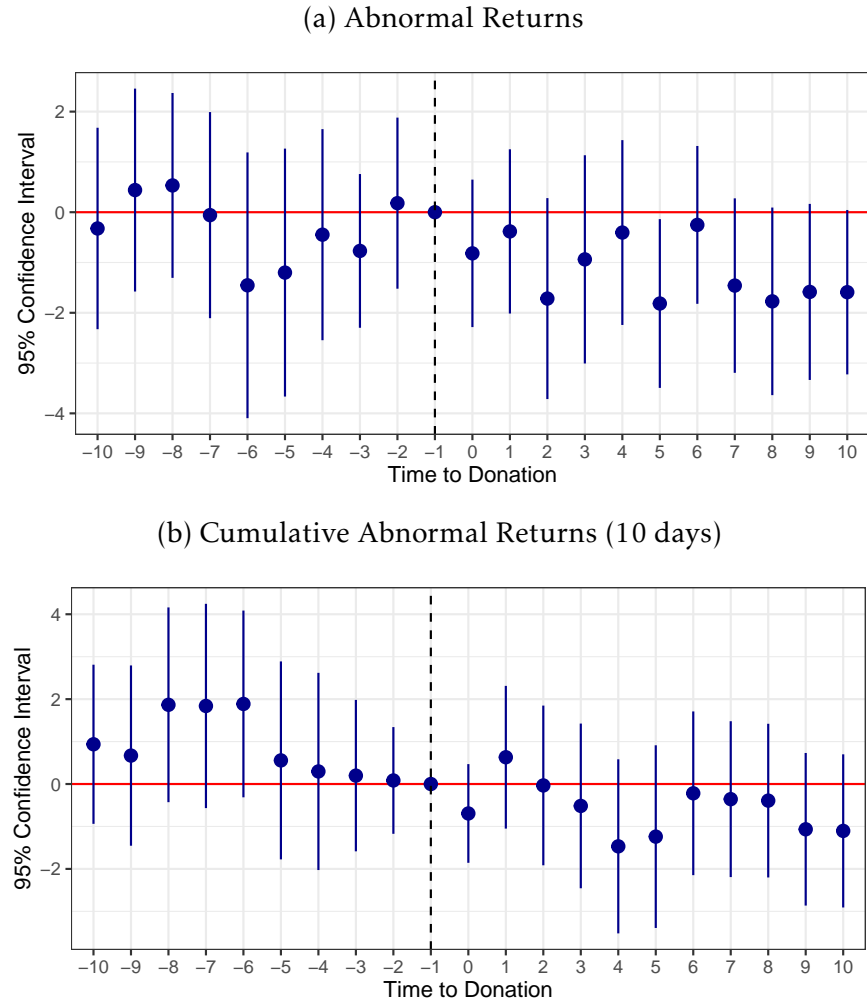 (a) Abnormal Returns
95% Confidence Interval
2
0
−2
−4
−10 −9 −8 −7 −6 −5 −4 −3 −2 −1 0 1 2 3 4 5 6 7 8 9 10
Time to Donation
(b) Cumulative Abnormal Returns (10 days)
95% Confidence Interval
4
2
0
−2
−10 −9 −8 −7 −6 −5 −4 −3 −2 −1 0 1 2 3 4 5 6 7 8 9 10
Time to Donation